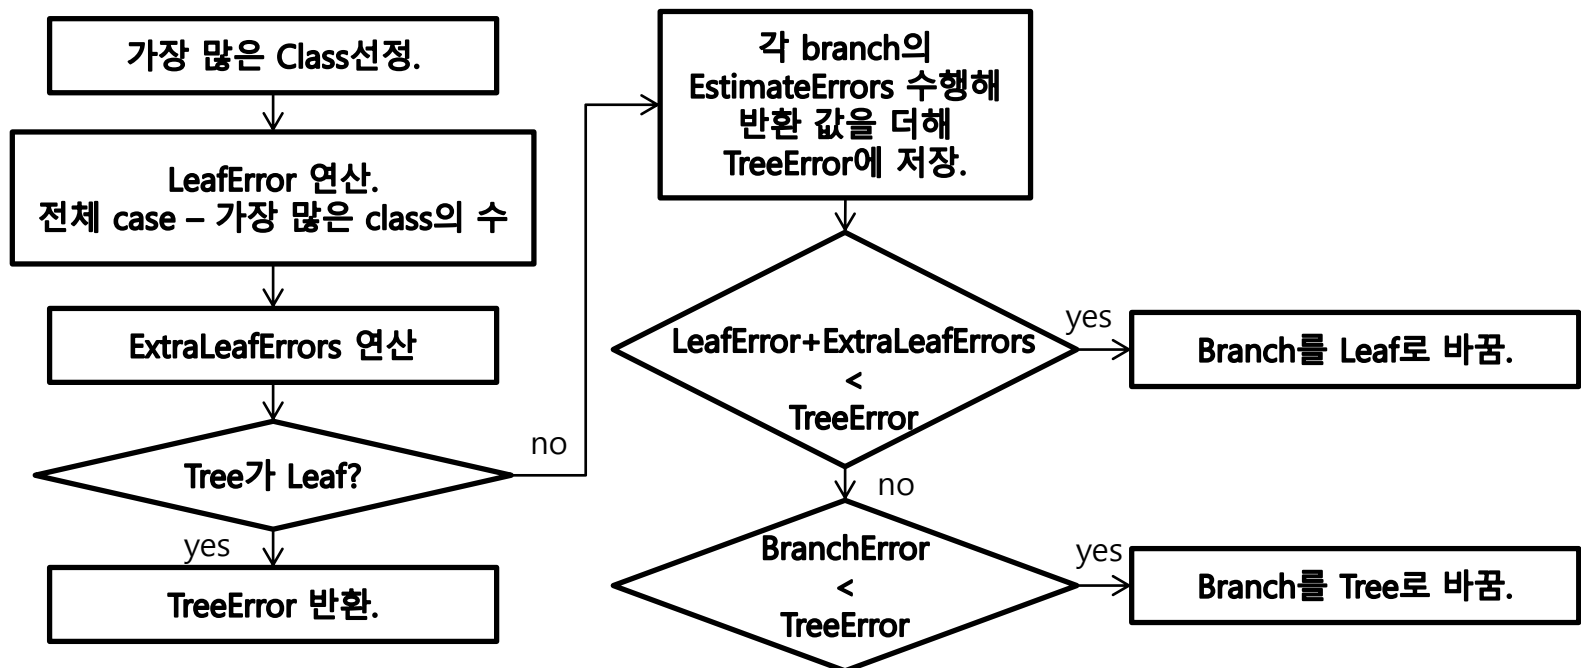 가장 많은 Class선정.
LeafError 연산.
전체 case – 가장 많은 class의 수
ExtraLeafErrors 연산
Tree가 Leaf?
no
yes
TreeError 반환.
각 branch의
EstimateErrors 수행해
반환 값을 더해
TreeError에 저장.
LeafError+ExtraLeafErrors
<
TreeError
yes
Branch를 Leaf로 바꿈.
no
BranchError
<
TreeError
yes
Branch를 Tree로 바꿈.